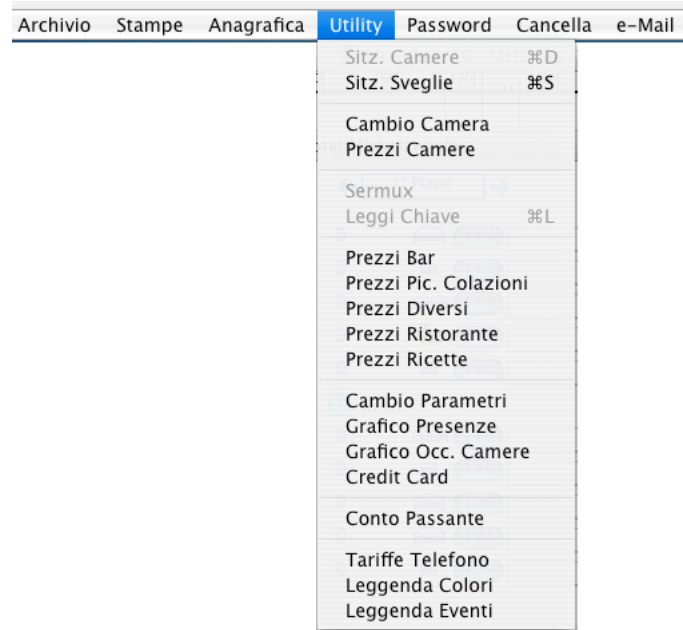 Archivio Stampe Anagrafica Utility Password Cancella e-Mail
Sitz. Camere ⌘D
Sitz. Sveglie ⌘S
Cambio Camera
Prezzi Camere
Sermux
Leggi Chiave ⌘L
Prezzi Bar
Prezzi Pic. Colazioni
Prezzi Diversi
Prezzi Ristorante
Prezzi Ricette
Cambio Parametri
Grafico Presenze
Grafico Occ. Camere
Credit Card
Conto Passante
Tariffe Telefono
Leggenda Colori
Leggenda Eventi